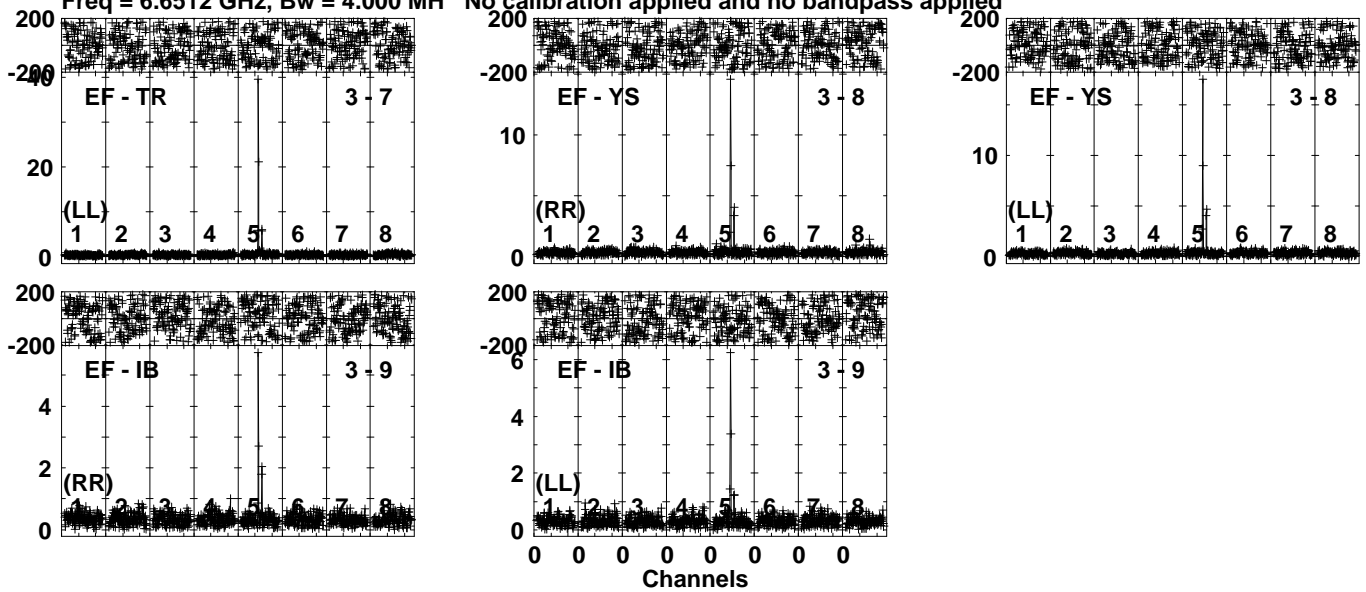 Freq = 6.6512 GHz, Bw = 4.000 MH No calibration applied and no bandpass applied
200
-200
40
20
0
EF - TR 3 - 7
(LL)
1 2 3 4 5 6 7 8
200
-200
10
0
EF - YS 3 - 8
(RR)
1 2 3 4 5 6 7 8
200
-200
10
0
EF - YS 3 - 8
(LL)
1 2 3 4 5 6 7 8
200
-200
4
2
0
EF - IB 3 - 9
(RR)
1 2 3 4 5 6 7 8
200
-200
6
4
2
0
EF - IB 3 - 9
(LL)
1 2 3 4 5 6 7 8
0 0 0 0 0 0 0 0
Channels